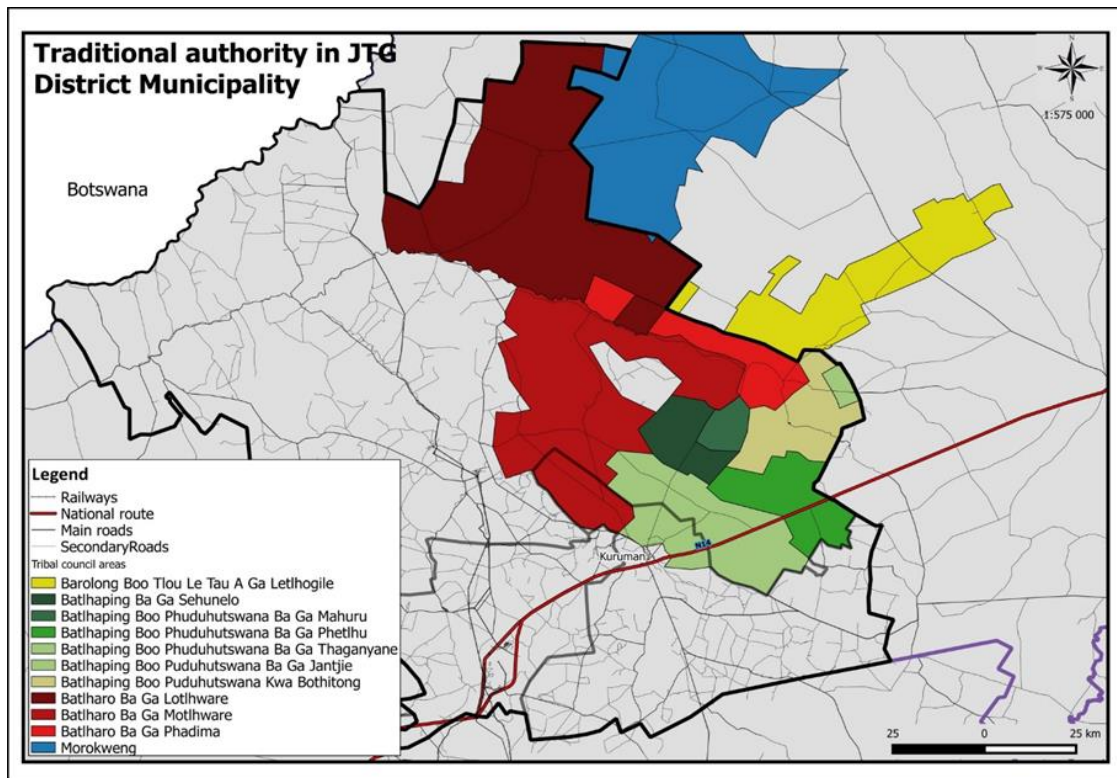 Traditional authority in JTG
District Municipality
N
W
E
S
1:575 000
Botswana
Kuruman
N14
Legend
Railways
National route
Main roads
SecondaryRoads
Tribal council areas
Barolong Boo Tlou Le Tau A Ga Letlhogile
Batlhaping Ba Ga Sehunelo
Batlhaping Boo Phuduhutswana Ba Ga Mahuru
Batlhaping Boo Phuduhutswana Ba Ga Phetlhu
Batlhaping Boo Phuduhutswana Ba Ga Thaganyane
Batlhaping Boo Puduhutswana Ba Ga Jantjie
Batlhaping Boo Puduhutswana Kwa Bothitong
Batlharo Ba Ga Lotlhware
Batlharo Ba Ga Motlhware
Batlharo Ba Ga Phadima
Morokweng
25 0 25 km